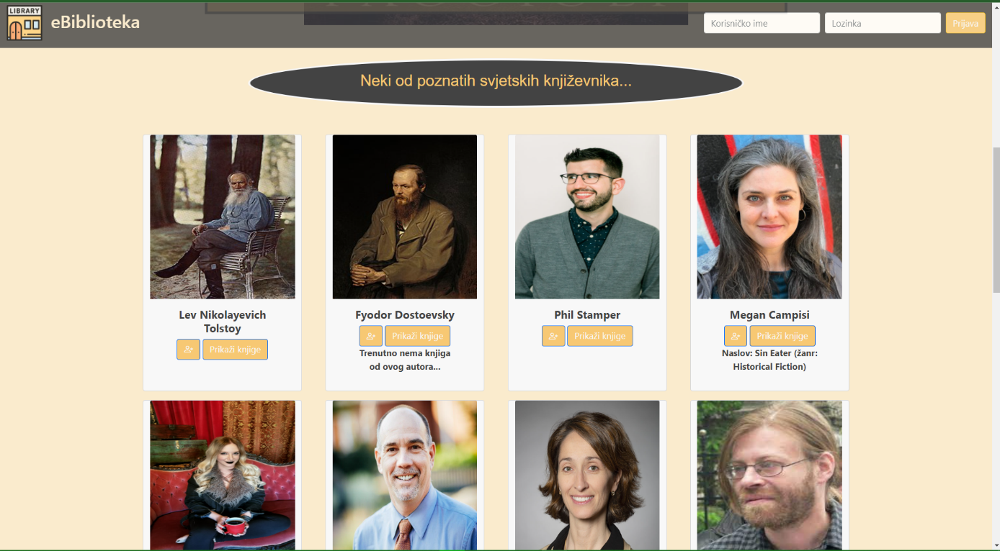 LIBRARY
eBiblioteka
Korisničko ime
Lozinka
Prijava
Neki od poznatih svjetskih književnika...
Lev Nikolayevich
Tolstoy
Prikaži knjige
Fyodor Dostoevsky
Prikaži knjige
Trenutno nema knjiga
od ovog autora...
Phil Stamper
Prikaži knjige
Megan Campisi
Prikaži knjige
Naslov: Sin Eater (žanr:
Historical Fiction)